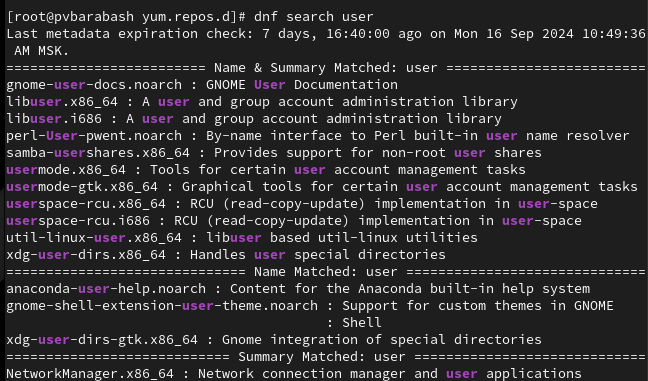 [root@pvbarabash yum.repos.d]# dnf search user
Last metadata expiration check: 7 days, 16:40:00 ago on Mon 16 Sep 2024 10:49:36
 AM MSK.
========================= Name & Summary Matched: user =========================
gnome-user-docs.noarch : GNOME User Documentation
libuser.x86_64 : A user and group account administration library
libuser.i686 : A user and group account administration library
perl-User-pwent.noarch : By-name interface to Perl built-in user name resolver
samba-usershares.x86_64 : Provides support for non-root user shares
usermode.x86_64 : Tools for certain user account management tasks
usermode-gtk.x86_64 : Graphical tools for certain user account management tasks
userspace-rcu.x86_64 : RCU (read-copy-update) implementation in user-space
userspace-rcu.i686 : RCU (read-copy-update) implementation in user-space
util-linux-user.x86_64 : libuser based util-linux utilities
xdg-user-dirs.x86_64 : Handles user special directories
============================== Name Matched: user ==============================
anaconda-user-help.noarch : Content for the Anaconda built-in help system
gnome-shell-extension-user-theme.noarch : Support for custom themes in GNOME
                                        : Shell
xdg-user-dirs-gtk.x86_64 : Gnome integration of special directories
============================ Summary Matched: user =============================
NetworkManager.x86_64 : Network connection manager and user applications